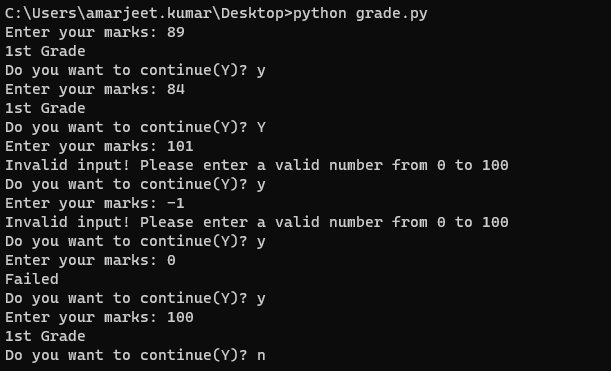 C:\Users\amarjeet.kumar\Desktop>python grade.py
Enter your marks: 89
1st Grade
Do you want to continue(Y)? y
Enter your marks: 84
1st Grade
Do you want to continue(Y)? Y
Enter your marks: 101
Invalid input! Please enter a valid number from 0 to 100
Do you want to continue(Y)? y
Enter your marks: -1
Invalid input! Please enter a valid number from 0 to 100
Do you want to continue(Y)? y
Enter your marks: 0
Failed
Do you want to continue(Y)? y
Enter your marks: 100
1st Grade
Do you want to continue(Y)? n